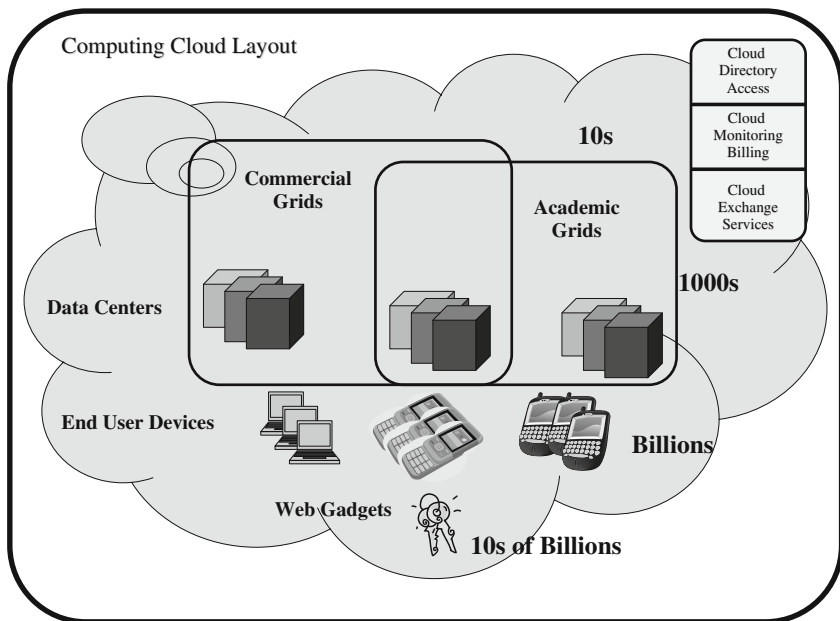 Computing Cloud Layout
Cloud
Directory
Access
Cloud
Monitoring
Billing
Cloud
Exchange
Services
10s
Commercial
Grids
Academic
Grids
1000s
Data Centers
End User Devices
Billions
Web Gadgets
10s of Billions